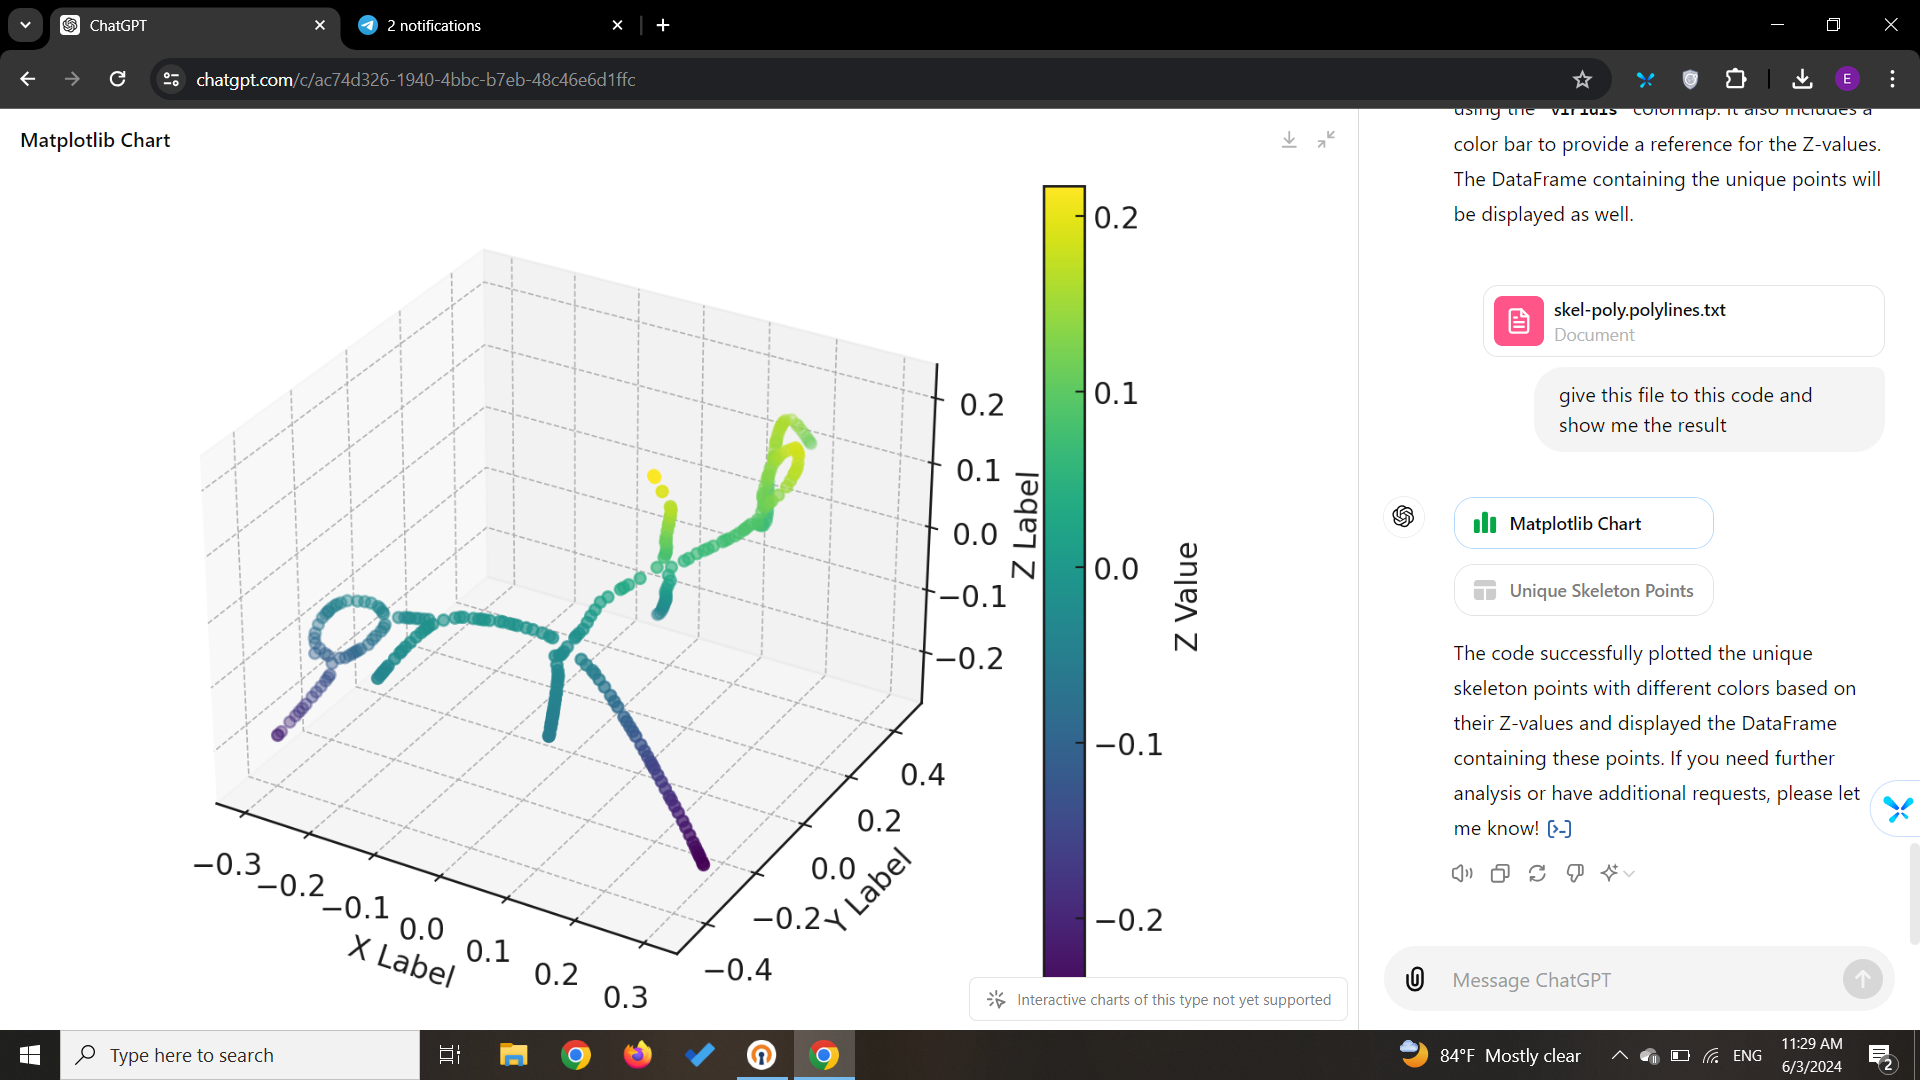 ChatGPT
2 notifications
chatgpt.com/c/ac74d326-1940-4bbc-b7eb-48c46e6d1ffc
E
Matplotlib Chart
0.2
0.1
0.0
−0.1
−0.2
Z Value
0.2
0.1
0.0
−0.1
−0.2
Z Label
0.4
0.2
0.0
−0.2
−0.4
Y Label
−0.3
−0.2
−0.1
0.0
0.1
0.2
0.3
X Label
Interactive charts of this type not yet supported
using the viridis colormap. It also includes a
color bar to provide a reference for the Z-values.
The DataFrame containing the unique points will
be displayed as well.
skel-poly.polylines.txt
Document
give this file to this code and
show me the result
Matplotlib Chart
Unique Skeleton Points
The code successfully plotted the unique
skeleton points with different colors based on
their Z-values and displayed the DataFrame
containing these points. If you need further
analysis or have additional requests, please let
me know!
Message ChatGPT
Type here to search
84°F Mostly clear
ENG
11:29 AM
6/3/2024
2